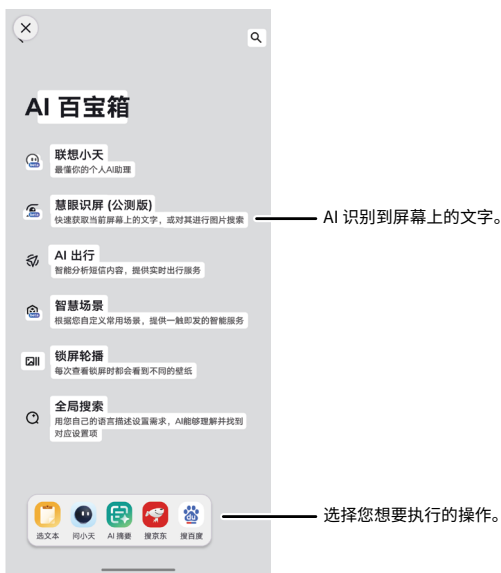 AI 百宝箱
联想小天
最懂你的个人AI助理
慧眼识屏 (公测版)
快速获取当前屏幕上的文字，或对其进行图片搜索
AI 识别到屏幕上的文字。
AI 出行
智能分析短信内容，提供实时出行服务
智慧场景
根据您自定义常用场景，提供一触即发的智能服务
锁屏轮播
每次查看锁屏时都会看到不同的壁纸
全局搜索
用您自己的语言描述设置需求，AI能够理解并找到
对应设置项
选择您想要执行的操作。
选文本 问小天 AI 摘要 搜京东 搜百度